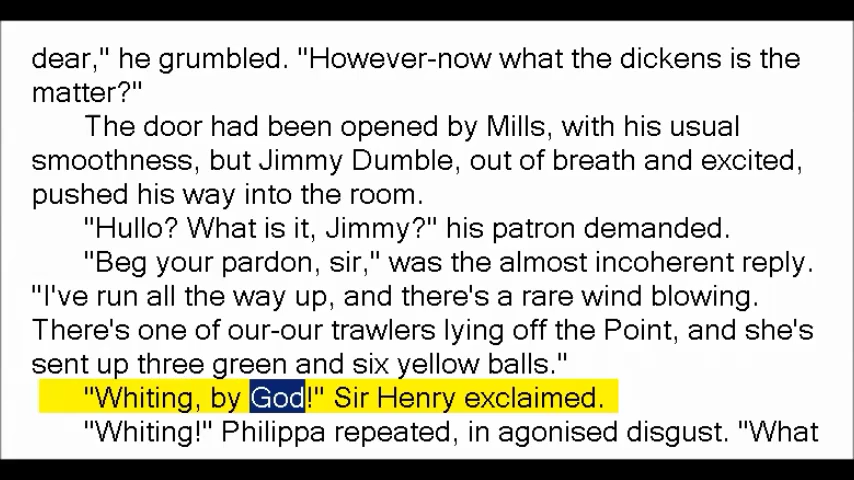 dear," he grumbled. "However-now what the dickens is the
matter?"
The door had been opened by Mills, with his usual
smoothness, but Jimmy Dumble, out of breath and excited,
pushed his way into the room.
"Hullo? What is it, Jimmy?" his patron demanded.
"Beg your pardon, sir," was the almost incoherent reply.
"I've run all the way up, and there's a rare wind blowing.
There's one of our-our trawlers lying off the Point, and she's
sent up three green and six yellow balls."
"Whiting, by God!" Sir Henry exclaimed.
"Whiting!" Philippa repeated, in agonised disgust. "What